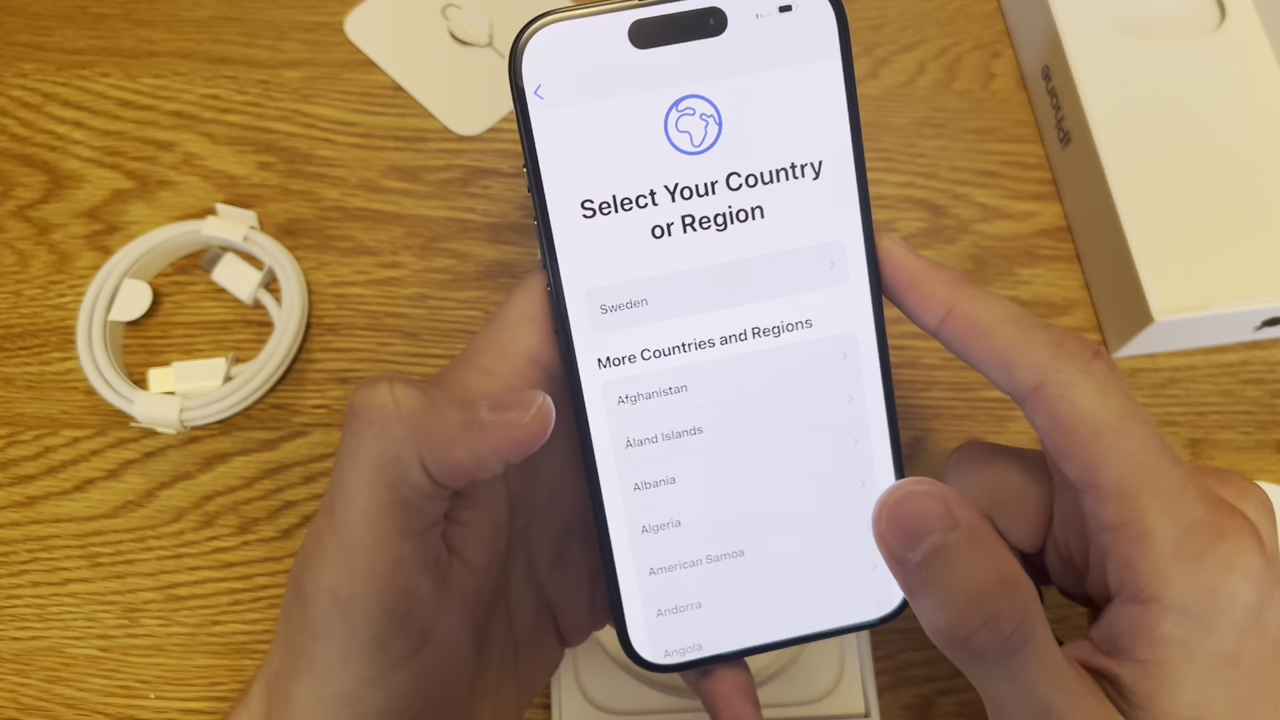 Select Your Country
or Region
Sweden
More Countries and Regions
Afghanistan
Åland Islands
Albania
Algeria
American Samoa
Andorra
Angola
iPhone